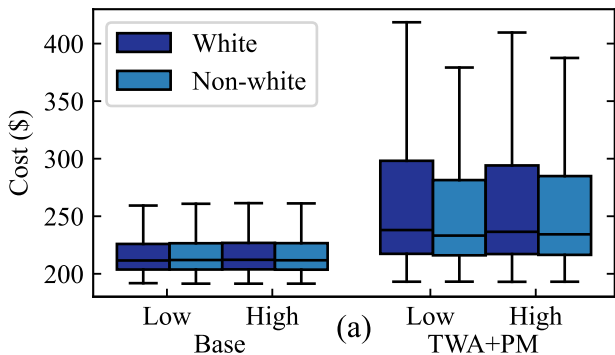 Cost ($)
400
350
300
250
200
White
Non-white
Low High Low High
Base (a) TWA+PM